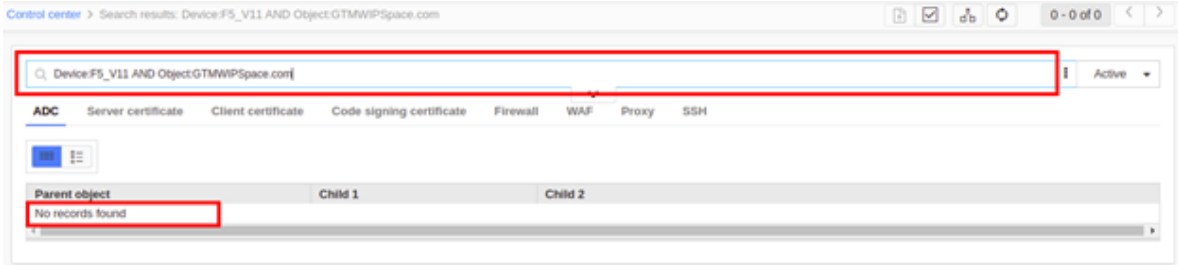 Control center > Search results: Device:F5_V11 AND Object:GTMWIPSpace.com 0 - 0 of 0
Device:F5_V11 AND Object:GTMWIPSpace.com Active
ADC Server certificate Client certificate Code signing certificate Firewall WAF Proxy SSH
Parent object Child 1 Child 2
No records found